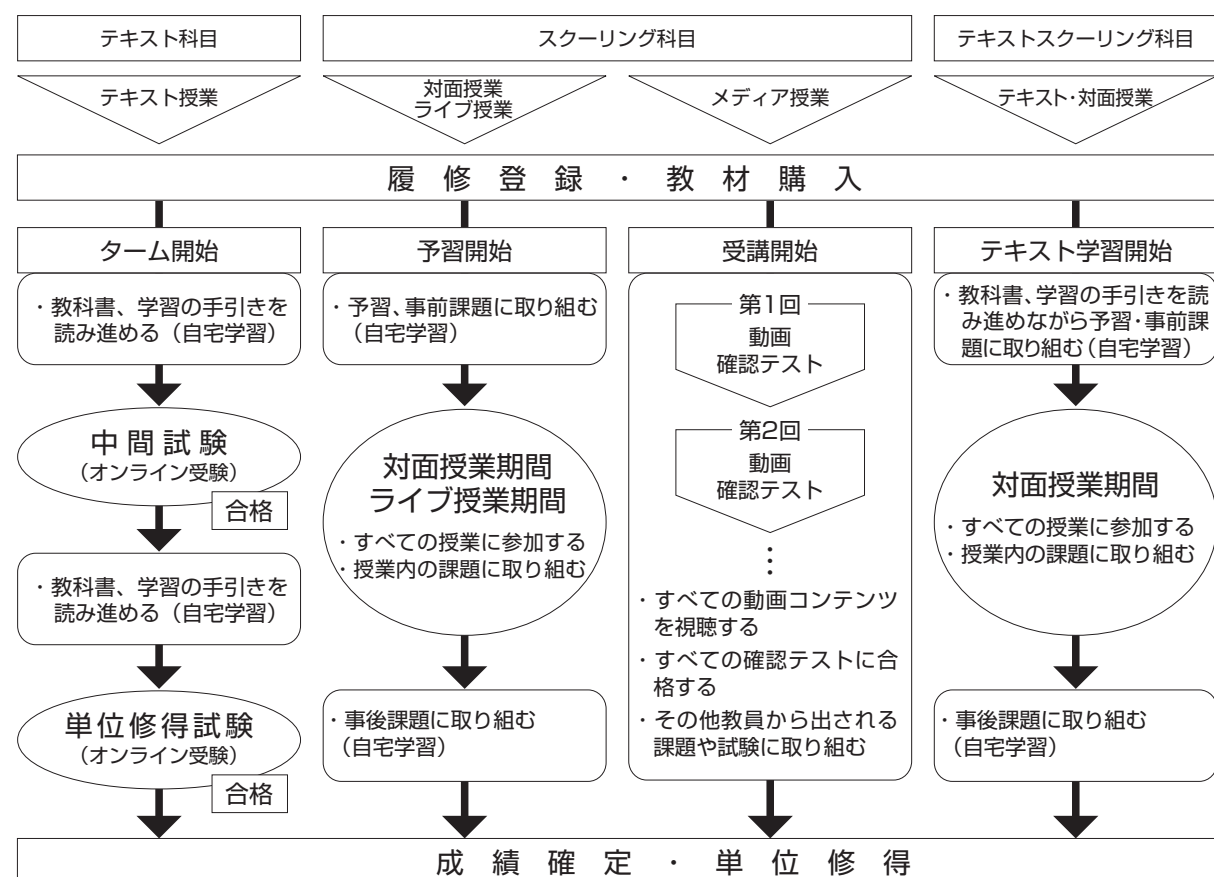 テキスト科目
スクーリング科目
テキストスクーリング科目
テキスト授業
対面授業
ライブ授業
メディア授業
テキスト・対面授業
履修登録・教材購入
ターム開始
・教科書、学習の手引きを
読み進める（自宅学習）
中間試験
（オンライン受験）
合格
・教科書、学習の手引きを
読み進める（自宅学習）
単位修得試験
（オンライン受験）
合格
予習開始
・予習、事前課題に取り組む
（自宅学習）
対面授業期間
ライブ授業期間
・すべての授業に参加する
・授業内の課題に取り組む
・事後課題に取り組む
（自宅学習）
受講開始
第1回
動画
確認テスト
第2回
動画
確認テスト
⋮
・すべての動画コンテンツ
を視聴する
・すべての確認テストに合
格する
・その他教員から出される
課題や試験に取り組む
テキスト学習開始
・教科書、学習の手引きを読
み進めながら予習・事前課
題に取り組む（自宅学習）
対面授業期間
・すべての授業に参加する
・授業内の課題に取り組む
・事後課題に取り組む
（自宅学習）
成績確定・単位修得